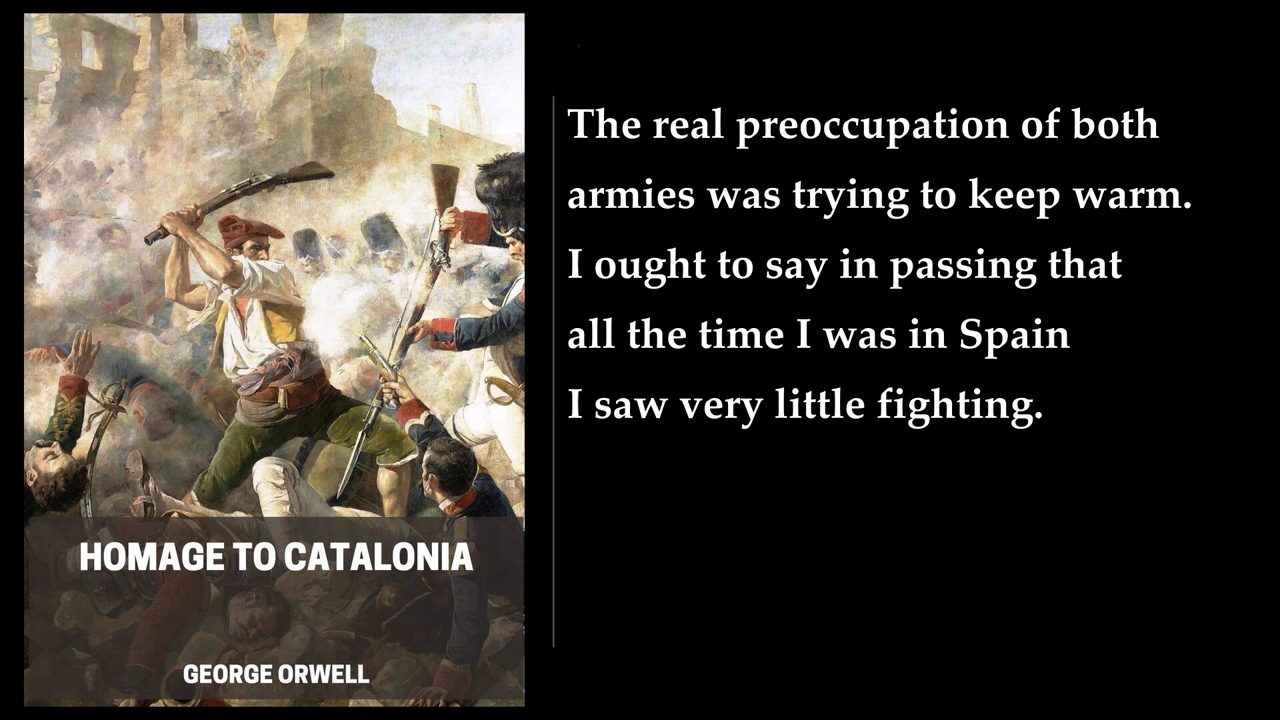 HOMAGE TO CATALONIA
GEORGE ORWELL
The real preoccupation of both
armies was trying to keep warm.
I ought to say in passing that
all the time I was in Spain
I saw very little fighting.